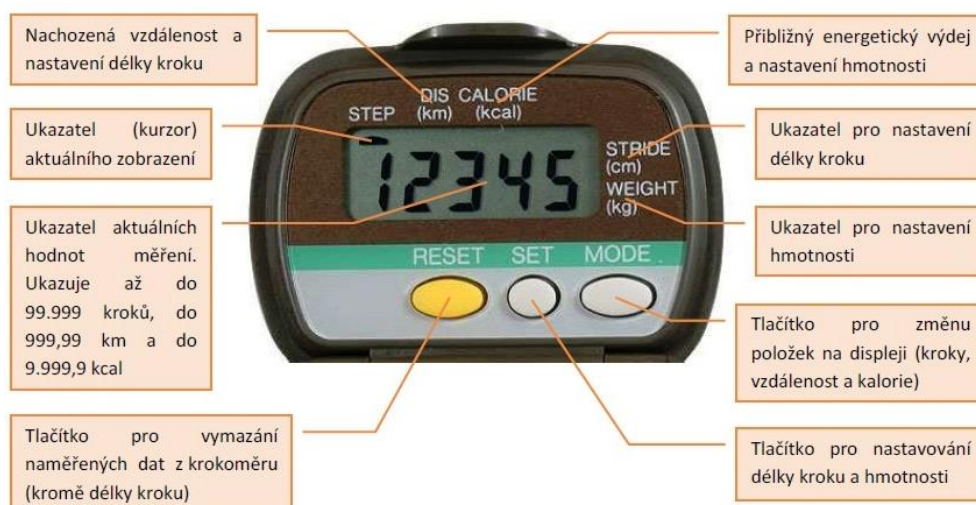 Nachozená vzdálenost a
nastavení délky kroku
Ukazatel (kurzor)
aktuálního zobrazení
Ukazatel aktuálních
hodnot měření.
Ukazuje až do
99.999 kroků, do
999,99 km a do
9.999,9 kcal
Tlačítko pro vymazání
naměřených dat z krokoměru
(kromě délky kroku)
DIS CALORIE
STEP (km) (kcal)
12345
STRIDE
(cm)
WEIGHT
(kg)
RESET SET MODE
Přibližný energetický výdej
a nastavení hmotnosti
Ukazatel pro nastavení
délky kroku
Ukazatel pro nastavení
hmotnosti
Tlačítko pro změnu
položek na displeji (kroky,
vzdálenost a kalorie)
Tlačítko pro nastavování
délky kroku a hmotnosti